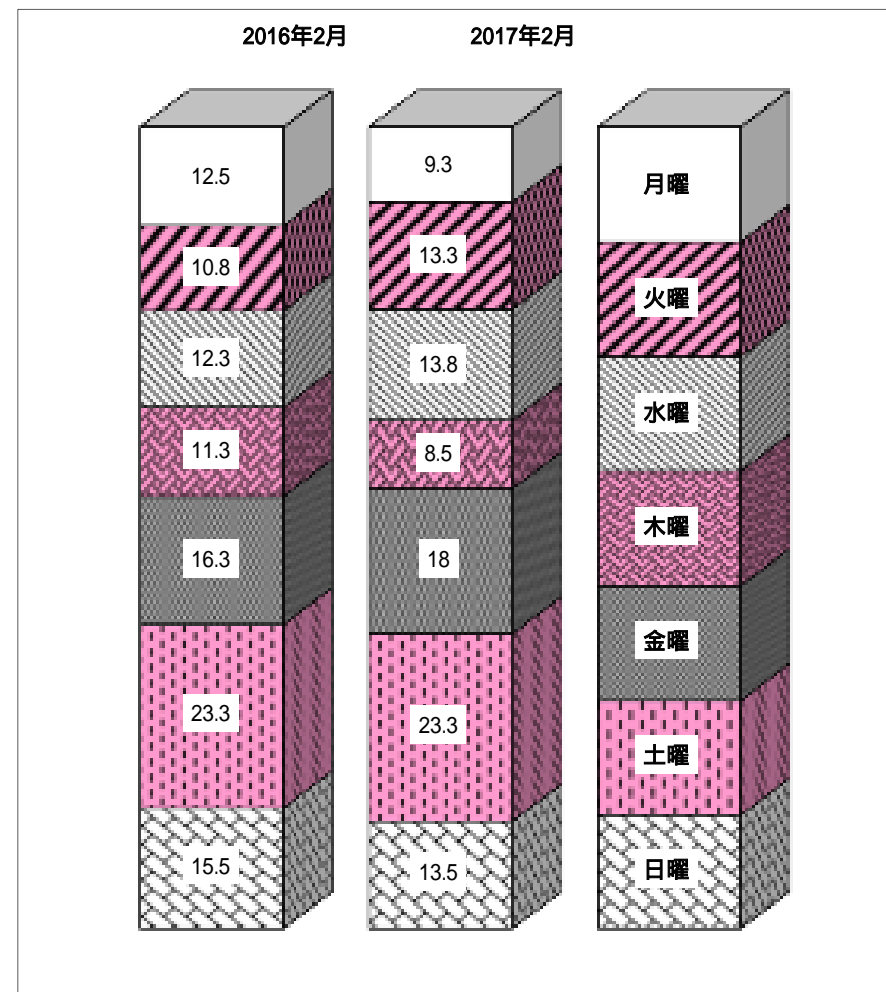 2016年2月 2017年2月
12.5 9.3 月曜
10.8 13.3 火曜
12.3 13.8 水曜
11.3 8.5 木曜
16.3 18 金曜
23.3 23.3 土曜
15.5 13.5 日曜